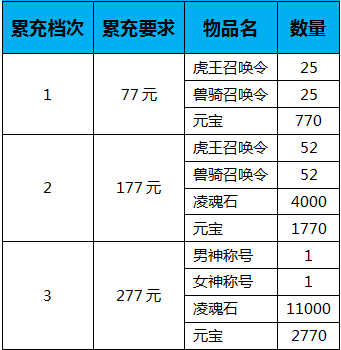 累充档次 累充要求 物品名 数量
1 77元 虎王召唤令 25
兽骑召唤令 25
元宝 770
2 177元 虎王召唤令 52
兽骑召唤令 52
凌魂石 4000
元宝 1770
3 277元 男神称号 1
女神称号 1
凌魂石 11000
元宝 2770